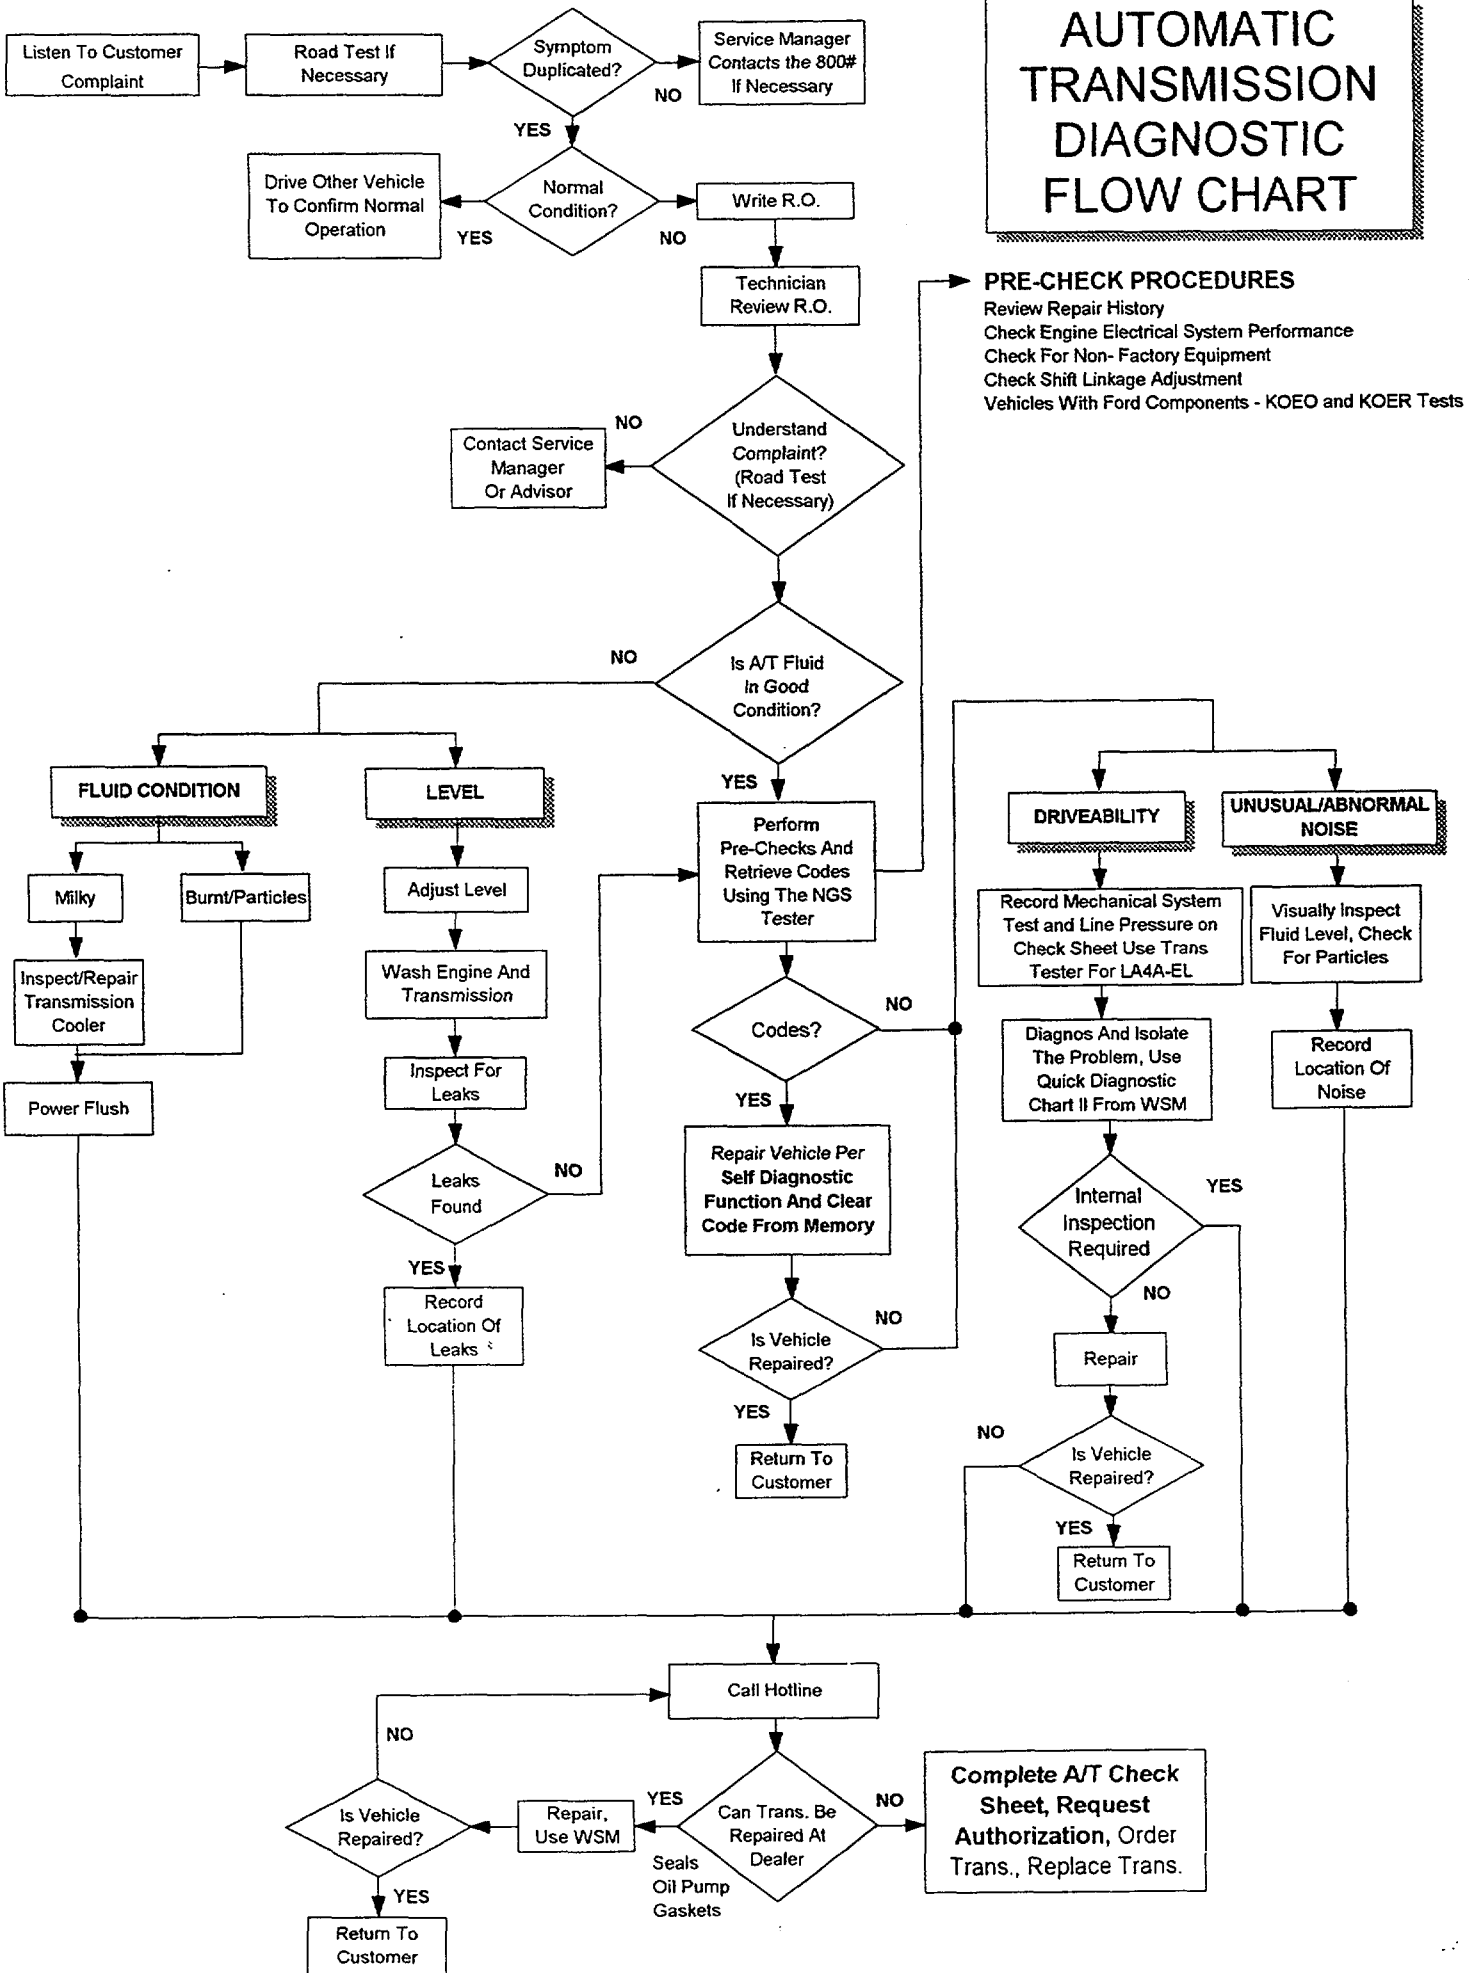 AUTOMATIC
TRANSMISSION
DIAGNOSTIC
FLOW CHART
Listen To Customer
Complaint
Road Test If
Necessary
Symptom
Duplicated?
NO
Service Manager
Contacts the 800#
If Necessary
YES
Drive Other Vehicle
To Confirm Normal
Operation
YES
Normal
Condition?
NO
Write R.O.
Technician
Review R.O.
PRE-CHECK PROCEDURES
Review Repair History
Check Engine Electrical System Performance
Check For Non- Factory Equipment
Check Shift Linkage Adjustment
Vehicles With Ford Components - KOEO and KOER Tests
NO
Contact Service
Manager
Or Advisor
Understand
Complaint?
(Road Test
If Necessary)
NO
Is A/T Fluid
In Good
Condition?
YES
FLUID CONDITION
LEVEL
Milky
Burnt/Particles
Inspect/Repair
Transmission
Cooler
Power Flush
Adjust Level
Wash Engine And
Transmission
Inspect For
Leaks
Leaks
Found
NO
YES
Record
Location Of
Leaks
Perform
Pre-Checks And
Retrieve Codes
Using The NGS
Tester
Codes?
NO
YES
Repair Vehicle Per
Self Diagnostic
Function And Clear
Code From Memory
Is Vehicle
Repaired?
NO
YES
Return To
Customer
DRIVEABILITY
Record Mechanical System
Test and Line Pressure on
Check Sheet Use Trans
Tester For LA4A-EL
Diagnos And Isolate
The Problem, Use
Quick Diagnostic
Chart II From WSM
Internal
Inspection
Required
YES
NO
Repair
NO
Is Vehicle
Repaired?
YES
Return To
Customer
UNUSUAL/ABNORMAL
NOISE
Visually Inspect
Fluid Level, Check
For Particles
Record
Location Of
Noise
Call Hotline
NO
Is Vehicle
Repaired?
YES
Return To
Customer
Repair,
Use WSM
YES
Seals
Oil Pump
Gaskets
Can Trans. Be
Repaired At
Dealer
NO
Complete A/T Check
Sheet, Request
Authorization, Order
Trans., Replace Trans.